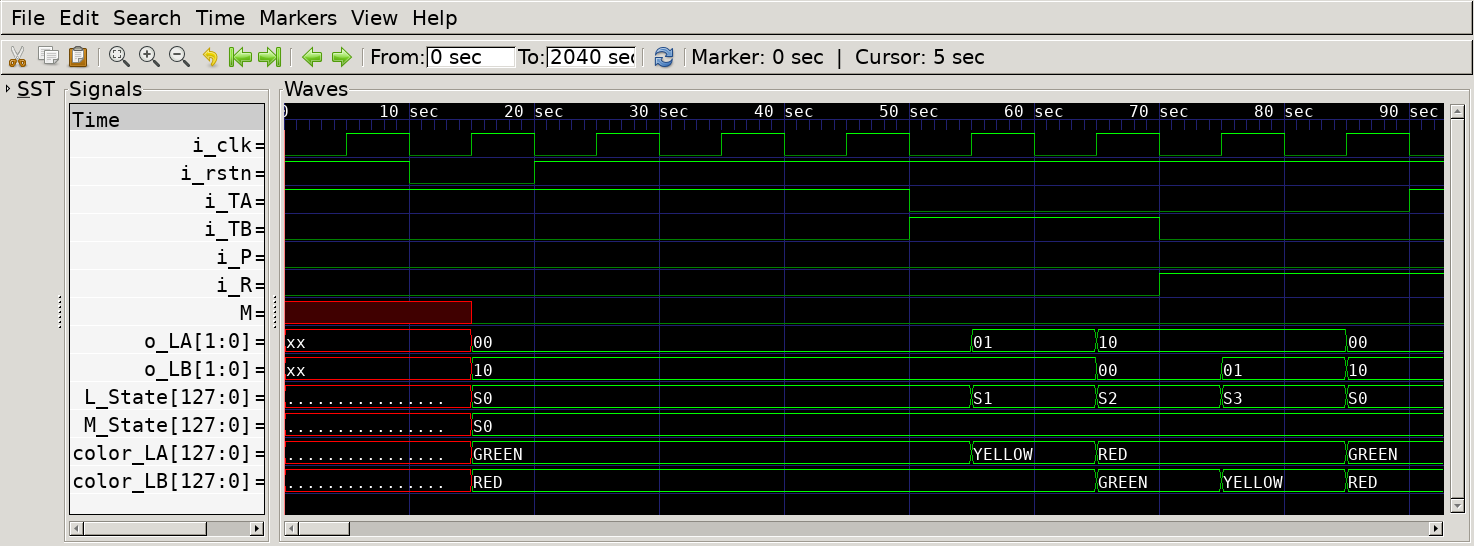 File Edit Search Time Markers View Help
From: 0 sec To: 2040 sec Marker: 0 sec | Cursor: 5 sec
SST Signals Waves
Time 0 10 sec 20 sec 30 sec 40 sec 50 sec 60 sec 70 sec 80 sec 90 sec
i_clk=
i_rstn=
i_TA=
i_TB=
i_P=
i_R=
M=
o_LA[1:0]= xx 00 01 10 00
o_LB[1:0]= xx 10 00 01 10
L_State[127:0]= ................ S0 S1 S2 S3 S0
M_State[127:0]= ................ S0
color_LA[127:0]= ................ GREEN YELLOW RED GREEN
color_LB[127:0]= ................ RED GREEN YELLOW RED